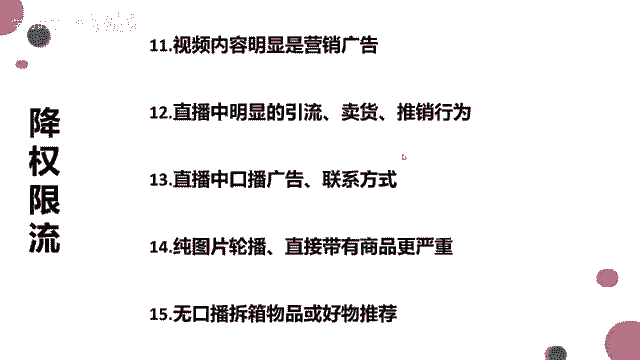 降权限流
11.视频内容明显是营销广告
12.直播中明显的引流、卖货、推销行为
13.直播中口播广告、联系方式
14.纯图片轮播、直接带有商品更严重
15.无口播拆箱物品或好物推荐